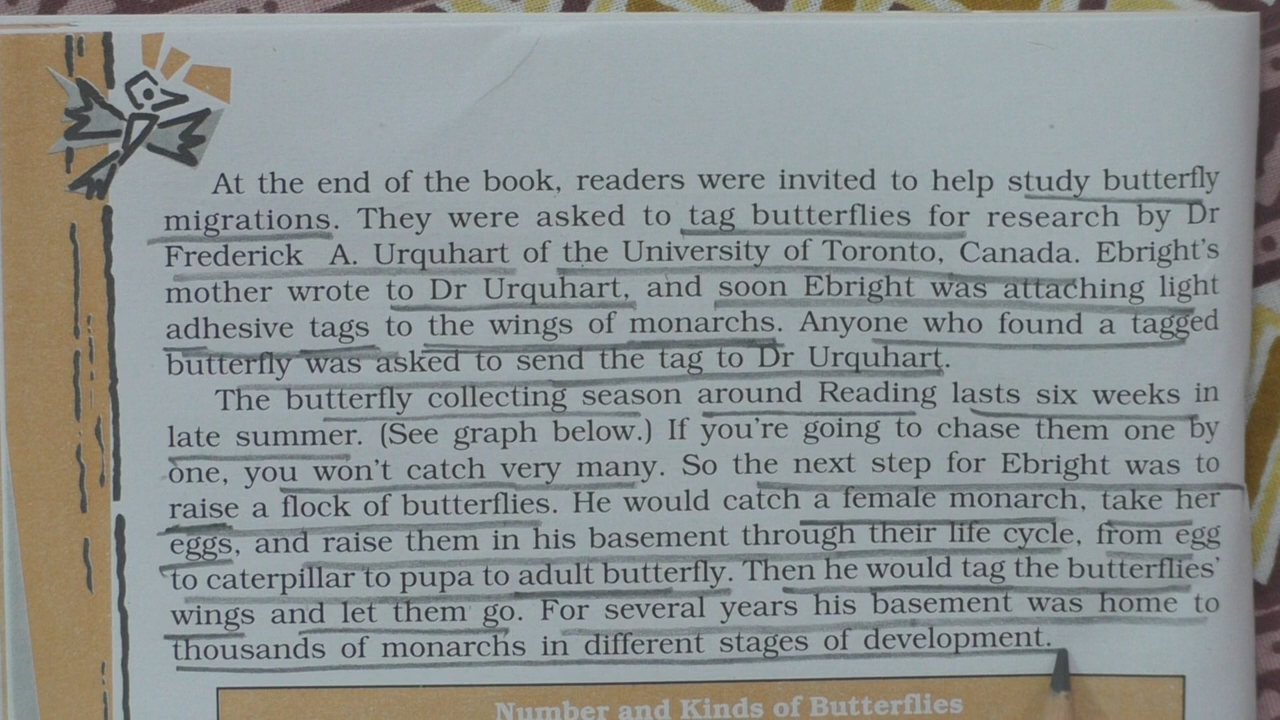 At the end of the book, readers were invited to help study butterfly
migrations. They were asked to tag butterflies for research by Dr
Frederick A. Urquhart of the University of Toronto, Canada. Ebright's
mother wrote to Dr Urquhart, and soon Ebright was attaching light
adhesive tags to the wings of monarchs. Anyone who found a tagged
butterfly was asked to send the tag to Dr Urquhart.
The butterfly collecting season around Reading lasts six weeks in
late summer. (See graph below.) If you're going to chase them one by
one, you won't catch very many. So the next step for Ebright was to
raise a flock of butterflies. He would catch a female monarch, take her
eggs, and raise them in his basement through their life cycle, from egg
to caterpillar to pupa to adult butterfly. Then he would tag the butterflies'
wings and let them go. For several years his basement was home to
thousands of monarchs in different stages of development.
Number and Kinds of Butterflies